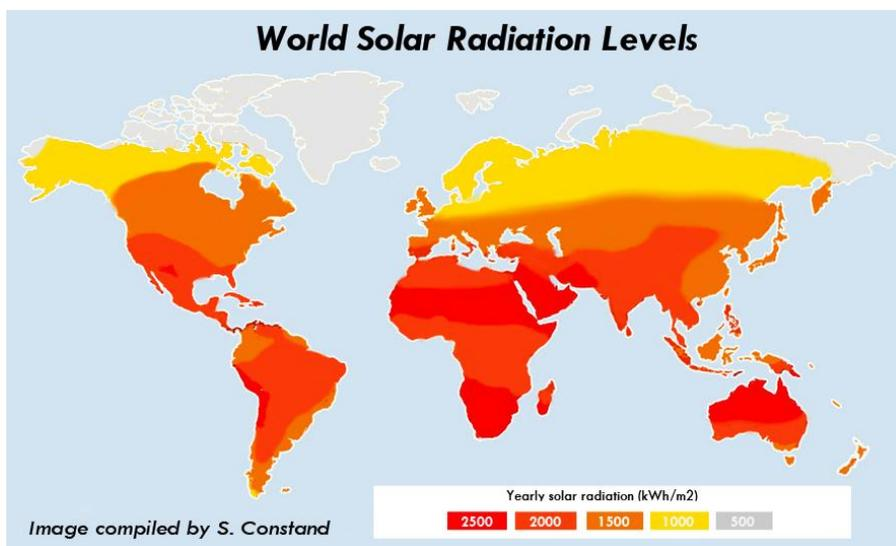 World Solar Radiation Levels
Yearly solar radiation (kWh/m2)
2500 2000 1500 1000 500
Image compiled by S. Constand